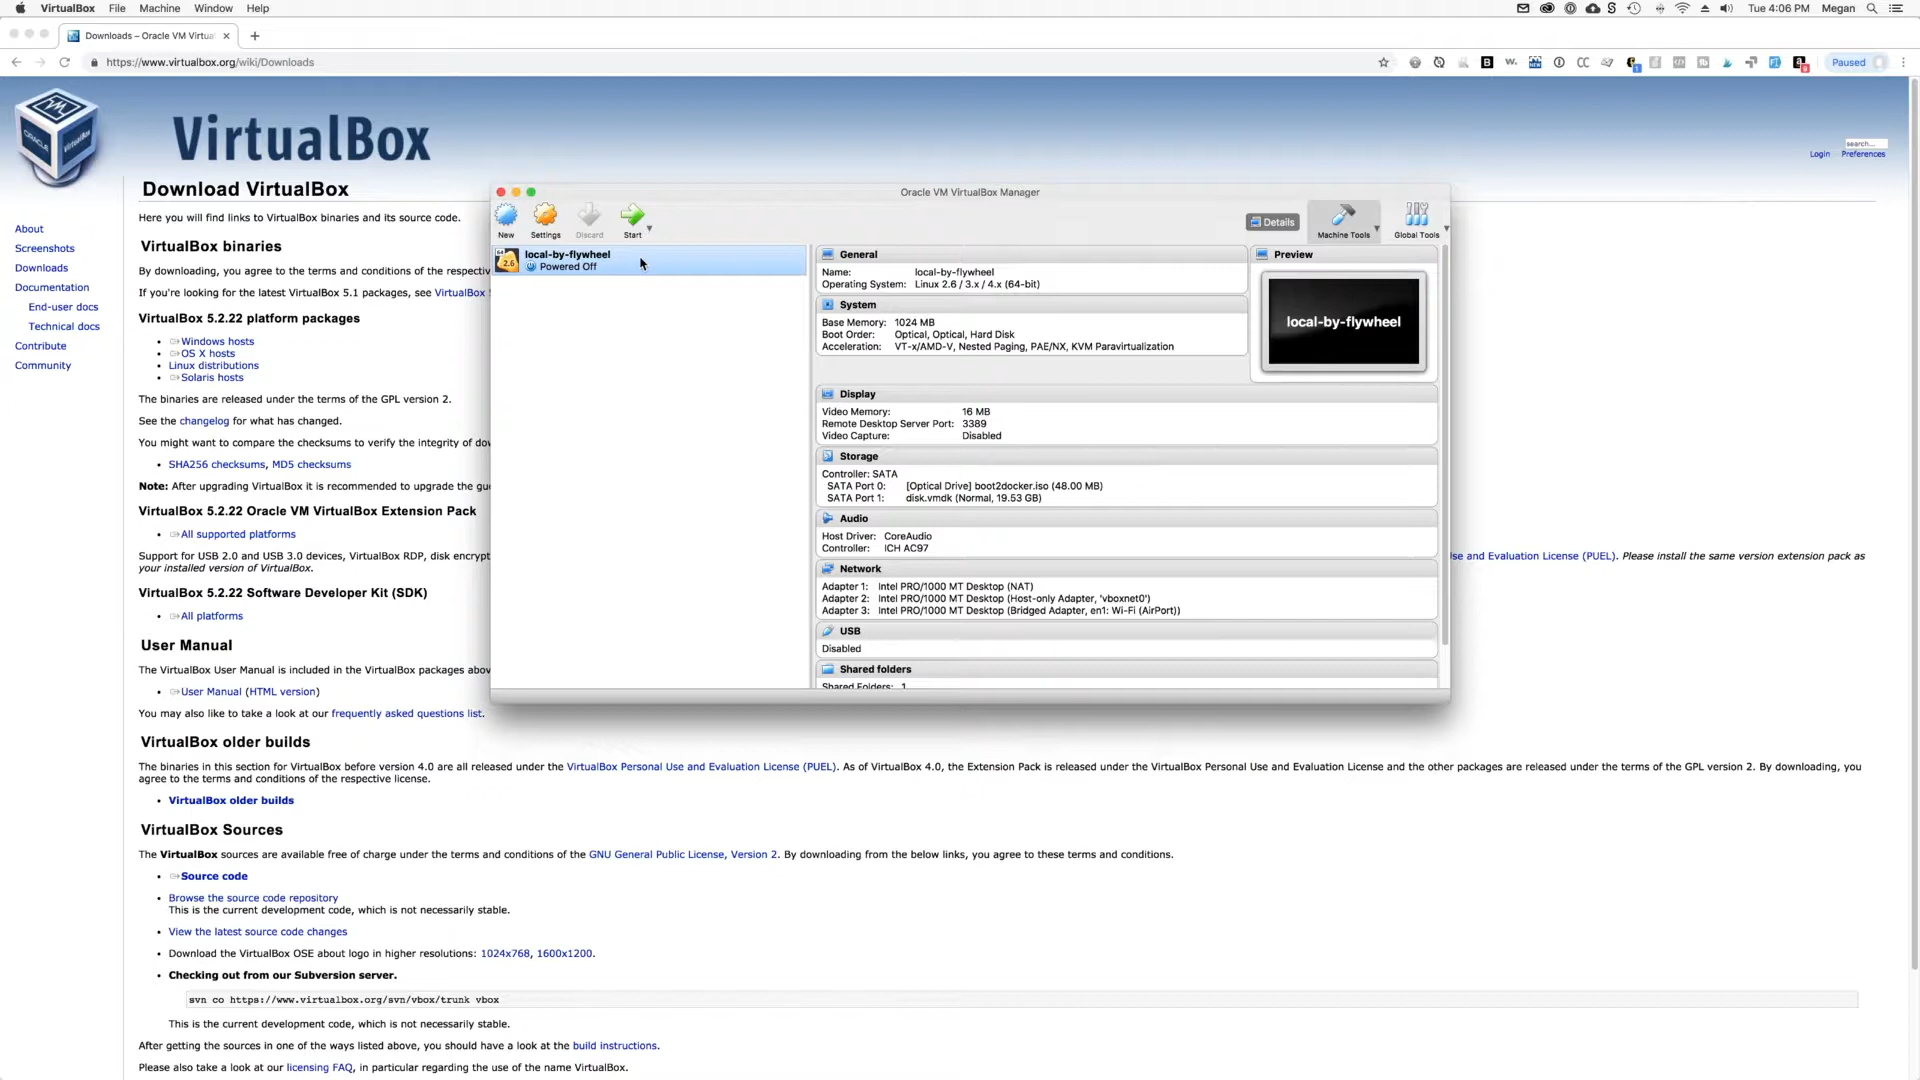 VirtualBox File Machine Window Help
Tue 4:06 PM Megan
Downloads – Oracle VM Virtua
https://www.virtualbox.org/wiki/Downloads
Paused
VirtualBox
search...
Login Preferences
About
Screenshots
Downloads
Documentation
End-user docs
Technical docs
Contribute
Community
Download VirtualBox
Here you will find links to VirtualBox binaries and its source code.
VirtualBox binaries
By downloading, you agree to the terms and conditions of the respectiv
If you're looking for the latest VirtualBox 5.1 packages, see VirtualBox
VirtualBox 5.2.22 platform packages
• Windows hosts
• OS X hosts
• Linux distributions
• Solaris hosts
The binaries are released under the terms of the GPL version 2.
See the changelog for what has changed.
You might want to compare the checksums to verify the integrity of dow
• SHA256 checksums, MD5 checksums
Note: After upgrading VirtualBox it is recommended to upgrade the gue
VirtualBox 5.2.22 Oracle VM VirtualBox Extension Pack
• All supported platforms
Support for USB 2.0 and USB 3.0 devices, VirtualBox RDP, disk encrypt
se and Evaluation License (PUEL). Please install the same version extension pack as
your installed version of VirtualBox.
VirtualBox 5.2.22 Software Developer Kit (SDK)
• All platforms
User Manual
The VirtualBox User Manual is included in the VirtualBox packages abov
• User Manual (HTML version)
You may also like to take a look at our frequently asked questions list.
VirtualBox older builds
The binaries in this section for VirtualBox before version 4.0 are all released under the VirtualBox Personal Use and Evaluation License (PUEL). As of VirtualBox 4.0, the Extension Pack is released under the VirtualBox Personal Use and Evaluation License and the other packages are released under the terms of the GPL version 2. By downloading, you
agree to the terms and conditions of the respective license.
• VirtualBox older builds
VirtualBox Sources
The VirtualBox sources are available free of charge under the terms and conditions of the GNU General Public License, Version 2. By downloading from the below links, you agree to these terms and conditions.
• Source code
• Browse the source code repository
This is the current development code, which is not necessarily stable.
• View the latest source code changes
• Download the VirtualBox OSE about logo in higher resolutions: 1024x768, 1600x1200.
• Checking out from our Subversion server.
svn co https://www.virtualbox.org/svn/vbox/trunk vbox
This is the current development code, which is not necessarily stable.
After getting the sources in one of the ways listed above, you should have a look at the build instructions.
Please also take a look at our licensing FAQ, in particular regarding the use of the name VirtualBox.
Oracle VM VirtualBox Manager
New Settings Discard Start
Details Machine Tools Global Tools
local-by-flywheel
Powered Off
2.6
General
Name: local-by-flywheel
Operating System: Linux 2.6 / 3.x / 4.x (64-bit)
Preview
local-by-flywheel
System
Base Memory: 1024 MB
Boot Order: Optical, Optical, Hard Disk
Acceleration: VT-x/AMD-V, Nested Paging, PAE/NX, KVM Paravirtualization
Display
Video Memory: 16 MB
Remote Desktop Server Port: 3389
Video Capture: Disabled
Storage
Controller: SATA
SATA Port 0: [Optical Drive] boot2docker.iso (48.00 MB)
SATA Port 1: disk.vmdk (Normal, 19.53 GB)
Audio
Host Driver: CoreAudio
Controller: ICH AC97
Network
Adapter 1: Intel PRO/1000 MT Desktop (NAT)
Adapter 2: Intel PRO/1000 MT Desktop (Host-only Adapter, 'vboxnet0')
Adapter 3: Intel PRO/1000 MT Desktop (Bridged Adapter, en1: Wi-Fi (AirPort))
USB
Disabled
Shared folders
Shared Folders: 1